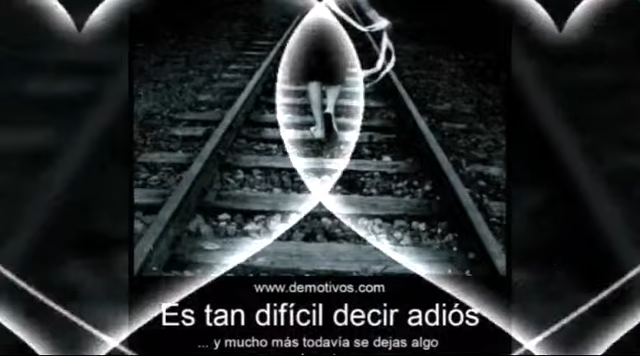 www.demotivos.com
Es tan difícil decir adiós
... y mucho más todavía se dejas algo